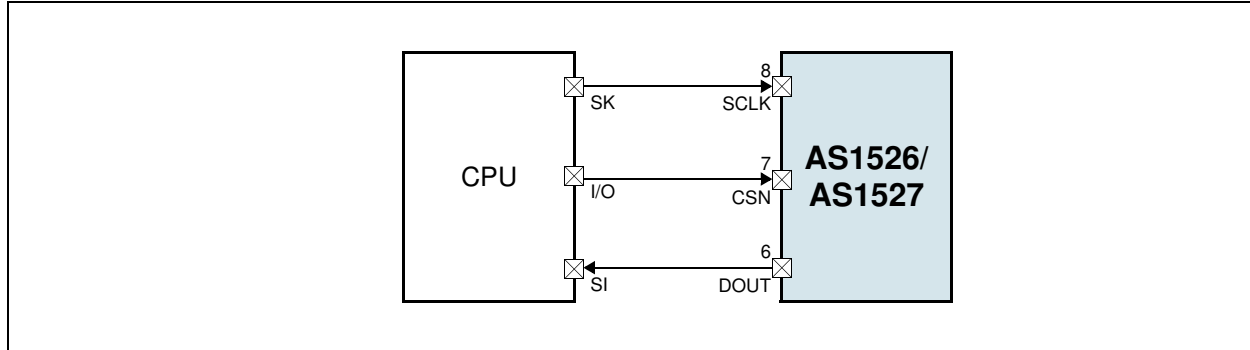 8
SK SCLK
CPU
7
I/O CSN
AS1526/
AS1527
6
SI DOUT